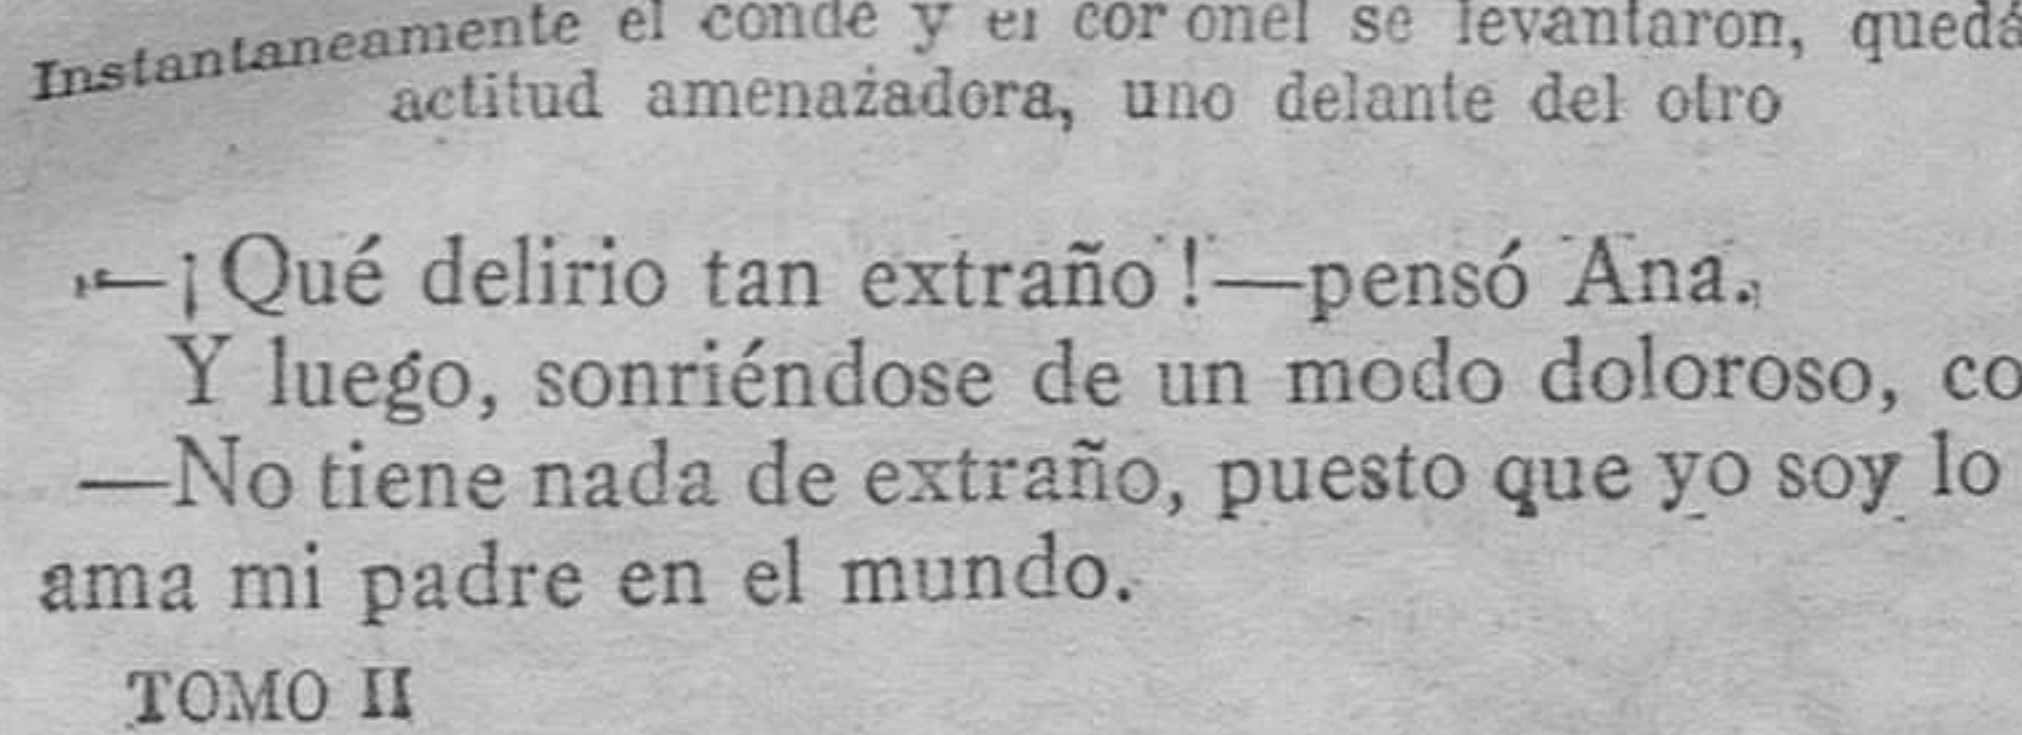 Instantaneamente el conde y el coronel se levantaron, quedá
actitud amenazadora, uno delante del otro
—¡Qué delirio tan extraño!—pensó Ana.
Y luego, sonriéndose de un modo doloroso, co
—No tiene nada de extraño, puesto que yo soy lo
ama mi padre en el mundo.
TOMO II